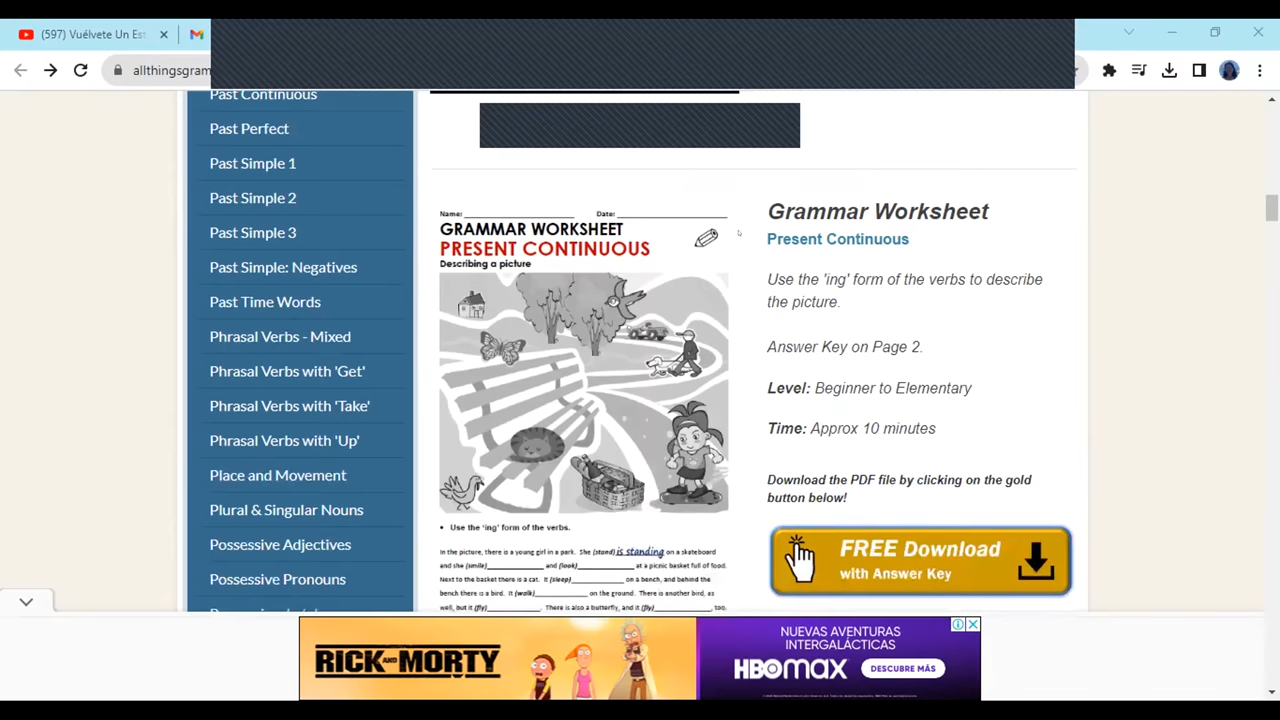 (597) Vuélvete Un Est
allthingsgram
Past Continuous
Past Perfect
Past Simple 1
Past Simple 2
Past Simple 3
Past Simple: Negatives
Past Time Words
Phrasal Verbs - Mixed
Phrasal Verbs with 'Get'
Phrasal Verbs with 'Take'
Phrasal Verbs with 'Up'
Place and Movement
Plural & Singular Nouns
Possessive Adjectives
Possessive Pronouns
Name: ____ Date: ____
GRAMMAR WORKSHEET
PRESENT CONTINUOUS
Describing a picture
• Use the 'ing' form of the verbs.
In the picture, there is a young girl in a park. She (stand) is standing on a skateboard
and she (smile)____ and (look)____ at a picnic basket full of food.
Next to the basket there is a cat. It (sleep)____ on a bench, and behind the
bench there is a bird. It (walk)____ on the ground. There is another bird, as
well, but it (fly)____. There is also a butterfly, and it (fly)____, too.
Grammar Worksheet
Present Continuous
Use the 'ing' form of the verbs to describe
the picture.
Answer Key on Page 2.
Level: Beginner to Elementary
Time: Approx 10 minutes
Download the PDF file by clicking on the gold
button below!
FREE Download
with Answer Key
RICK AND MORTY
NUEVAS AVENTURAS
INTERGALÁCTICAS
HBOMAX
DESCUBRE MÁS